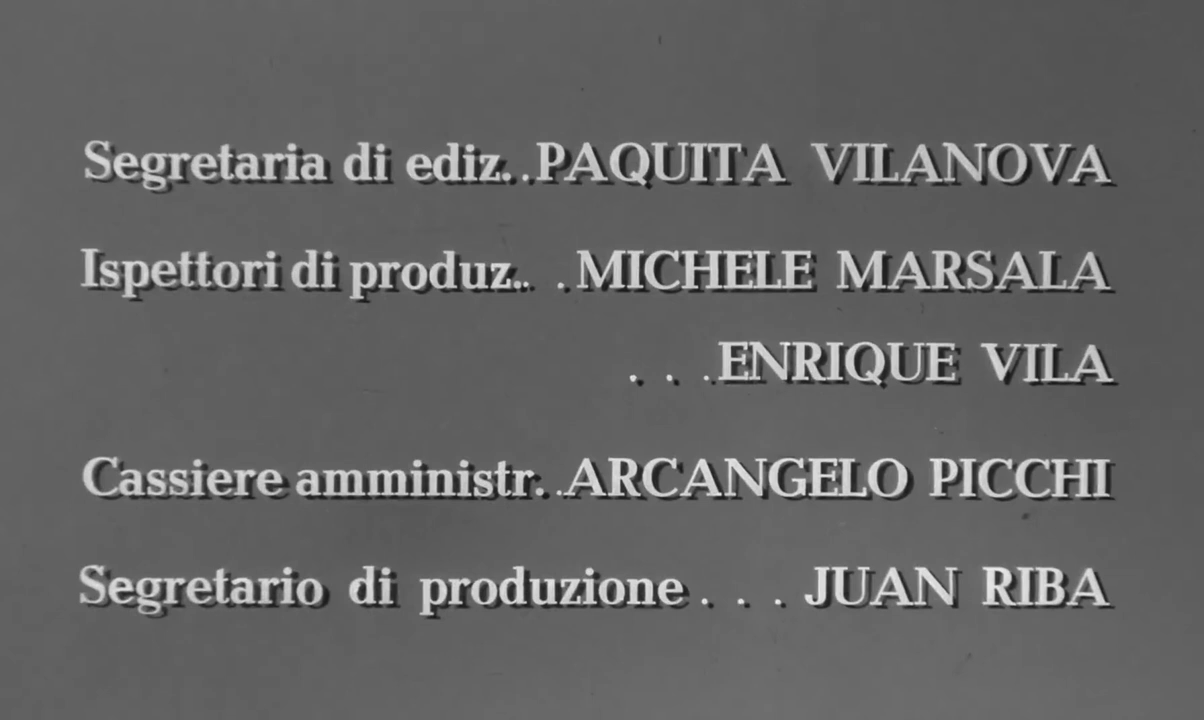 Segretaria di ediz. . PAQUITA VILANOVA
Ispettori di produz. . . MICHELE MARSALA
. . . ENRIQUE VILA
Cassiere amministr. . ARCANGELO PICCHI
Segretario di produzione . . . JUAN RIBA